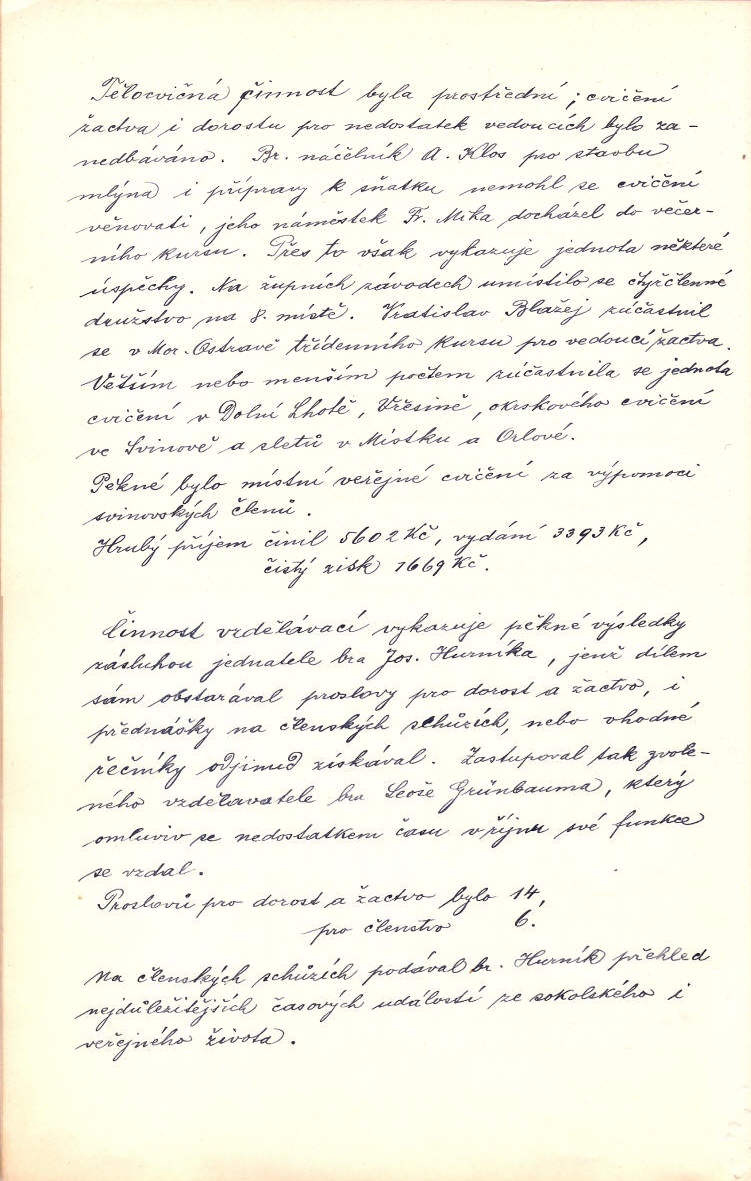 Tělocvičná činnost byla prostřední; cvičení
žactva i dorostu pro nedostatek vedoucích bylo za-
nedbáváno. Br. náčelník A. Klos pro stavbu
mlýna i přípravy k sňatku nemohl se cvičení
věnovati, jeho náměstek Fr. Mika docházel do večer-
ního kursu. Přes to však vykazuje jednota některé
úspěchy. Na župních závodech umístilo se čtyřčlenné
družstvo na 8. místě. Vratislav Blažej zúčastnil
se v Mor. Ostravě třídenního kursu pro vedoucí žactva.
Větším nebo menším počtem zúčastnila se jednota
cvičení v Dolní Lhotě, Vřesině, okrskového cvičení
ve Svinově a sletů v Místku a Orlové.
Pěkné bylo místní veřejné cvičení za výpomoci
svinovských členů.
Hrubý příjem činil 5602 Kč, vydání 3393 Kč,
čistý zisk 1669 Kč.
Činnost vzdělávací vykazuje pěkné výsledky
zásluhou jednatele bra Jos. Hurníka, jenž dílem
sám obstarával proslovy pro dorost a žactvo, i
přednášky na členských schůzích, nebo vhodné
řečníky odjinud získával. Zastupoval tak zvole-
ného vzdělavatele bra Leoše Grünbauma, který
omluviv se nedostatkem času v říjnu své funkce
se vzdal.
Proslovů pro dorost a žactvo bylo 14,
pro členstvo 6.
Na členských schůzích podával br. Hurník přehled
nejdůležitějších časových událostí ze sokolského i
veřejného života.